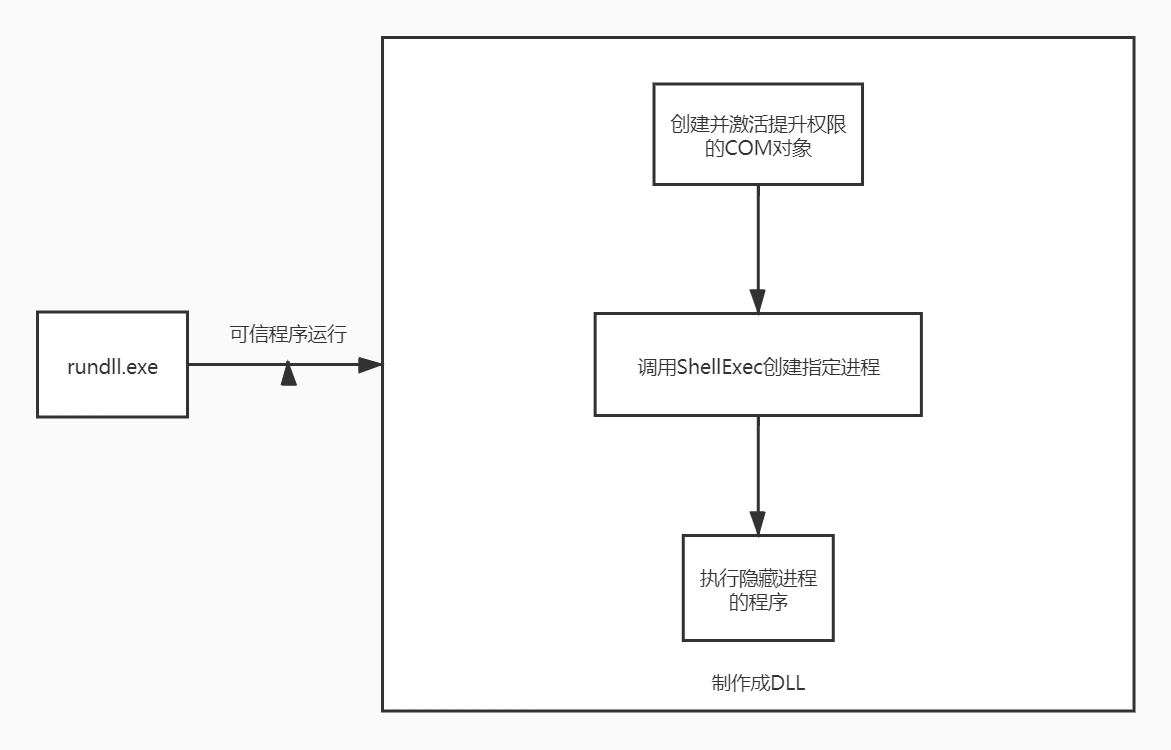 创建并激活提升权限
的COM对象
可信程序运行
rundll.exe
调用ShellExec创建指定进程
执行隐藏进程
的程序
制作成DLL